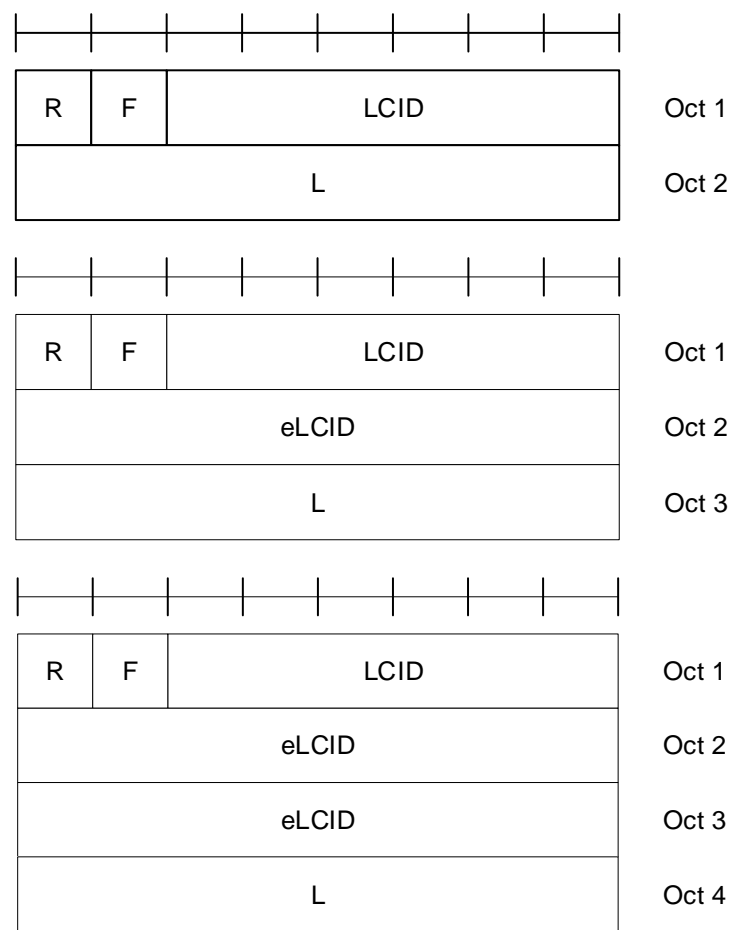 R F LCID Oct 1
L Oct 2
R F LCID Oct 1
eLCID Oct 2
L Oct 3
R F LCID Oct 1
eLCID Oct 2
eLCID Oct 3
L Oct 4